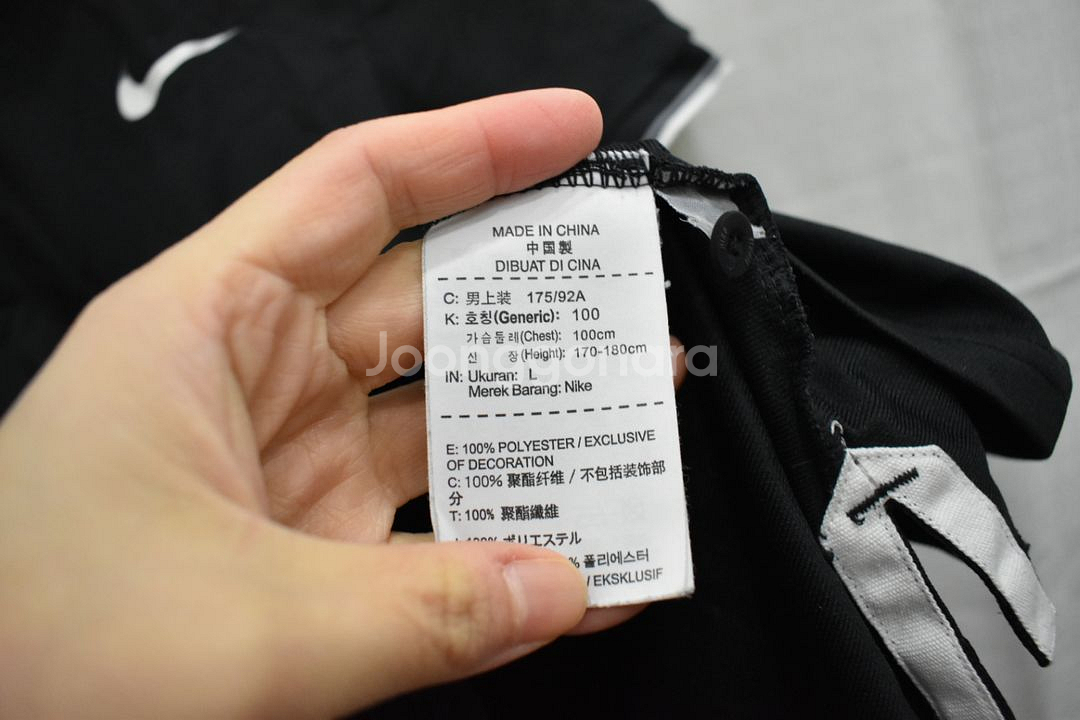 MADE IN CHINA
中国製
DIBUAT DI CINA
C: 男上装 175/92A
K: 호칭(Generic): 100
가슴둘레(Chest): 100cm
신 장(Height): 170-180cm
Joonggonara
IN: Ukuran: L
Merek Barang: Nike
E: 100% POLYESTER / EXCLUSIVE
OF DECORATION
C: 100% 聚酯纤维 / 不包括装饰部
分
T: 100% 聚酯纖維
100% ポリエステル
% 폴리에스터
/ EKSKLUSIF